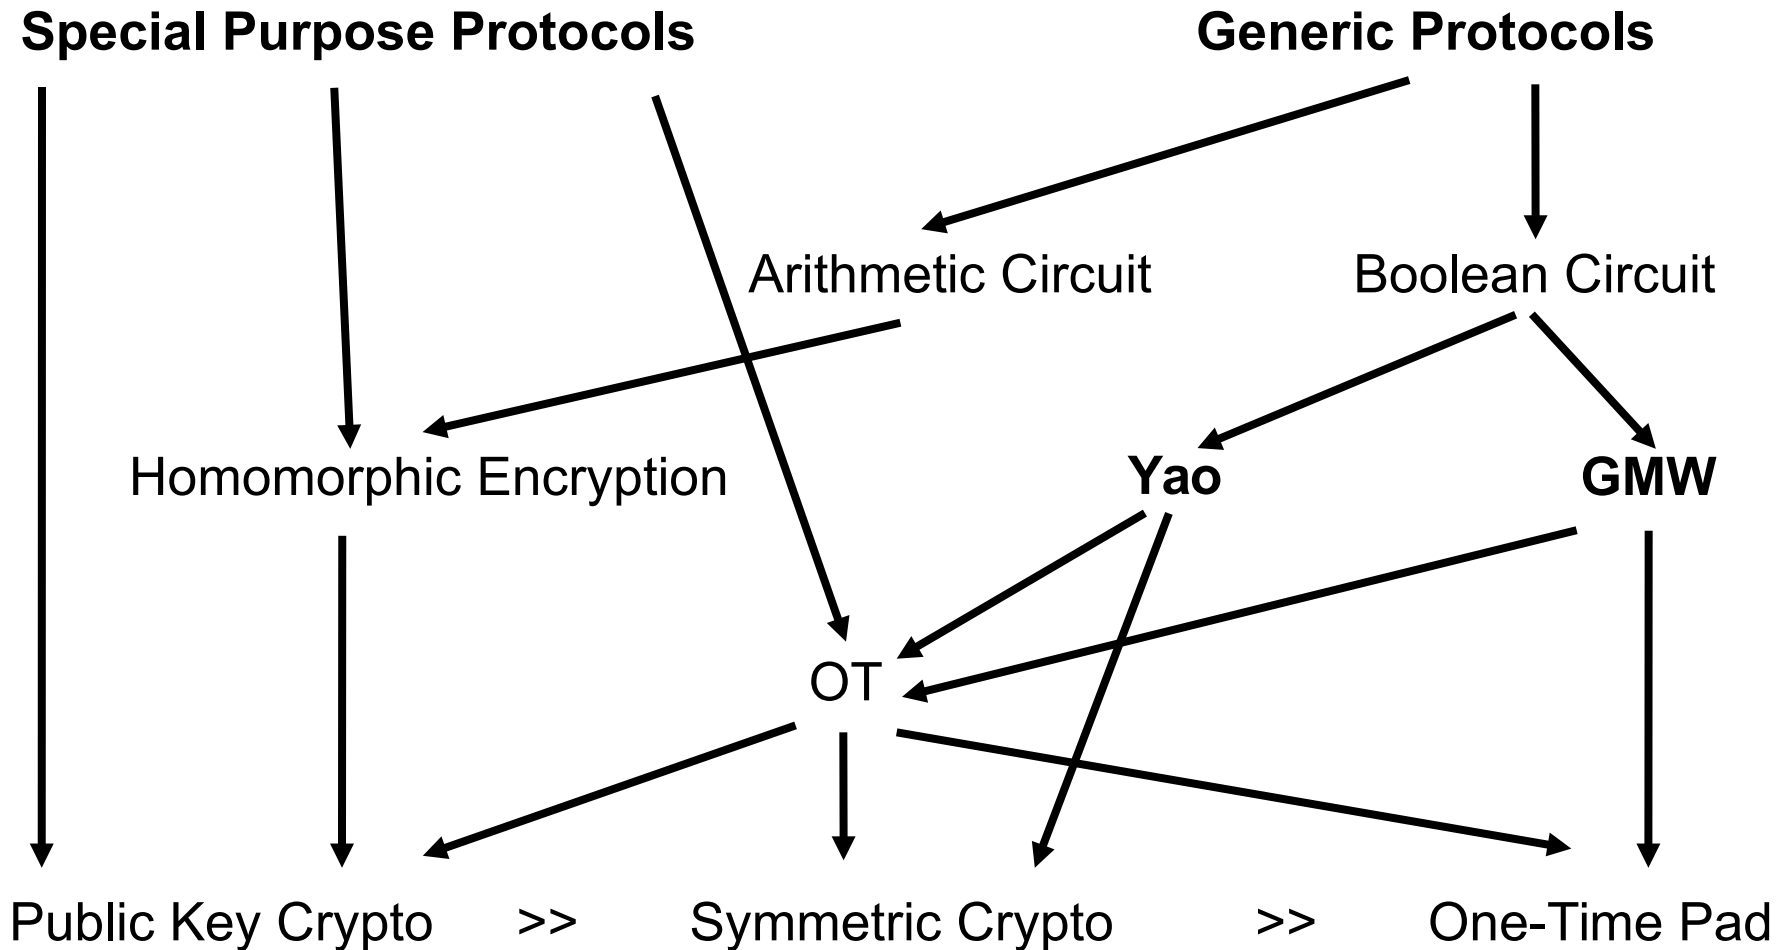 Special Purpose Protocols
Generic Protocols
Arithmetic Circuit
Boolean Circuit
Homomorphic Encryption
Yao
GMW
OT
Public Key Crypto >> Symmetric Crypto >> One-Time Pad